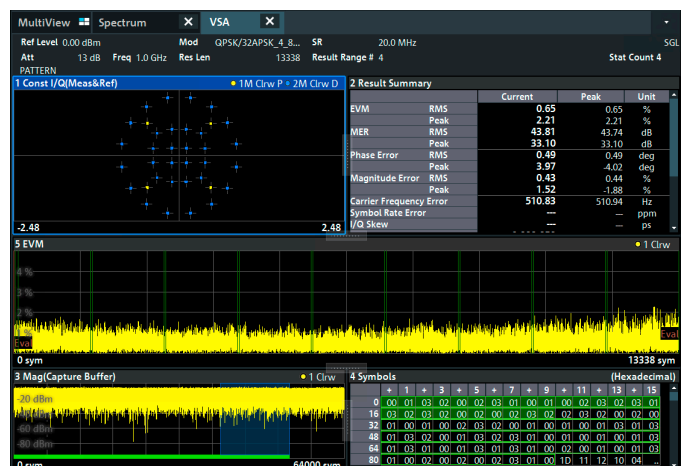 MultiView Spectrum X VSA X
Ref Level 0.00 dBm Mod QPSK/32APSK_4_8... SR 20.0 MHz SGL
Att 13 dB Freq 1.0 GHz Res Len 13338 Result Range # 4 Stat Count 4
PATTERN
1 Const I/Q(Meas&Ref) 1M Clrw P 2M Clrw D
-2.48 2.48
2 Result Summary
Current Peak Unit
EVM RMS 0.65 0.65 %
Peak 2.21 2.21 %
MER RMS 43.81 43.74 dB
Peak 33.10 33.10 dB
Phase Error RMS 0.49 0.49 deg
Peak 3.97 -4.02 deg
Magnitude Error RMS 0.43 0.44 %
Peak 1.52 -1.88 %
Carrier Frequency Error 510.83 510.94 Hz
Symbol Rate Error --- --- ppm
I/Q Skew --- --- ps
5 EVM 1 Clrw
4 %
3 %
2 %
1 %
Eval Eval
0 sym 13338 sym
3 Mag(Capture Buffer) 1 Clrw
-20 dBm
-60 dBm
-80 dBm
0 sym 64000 sym
4 Symbols (Hexadecimal)
+ 1 + 3 + 5 + 7 + 9 + 11 + 13 + 15
0 00 01 03 02 00 02 03 01 00 01 00 02 03 02 03 01
16 03 02 03 02 00 02 00 02 03 02 02 03 02 00 02 00
32 01 00 01 00 02 03 01 00 01 00 01 00 01 03 01 03
48 01 03 02 03 01 00 02 03 01 03 01 00 01 00 01 03
64 01 03 01 00 01 03 01 03 02 03 01 00 01 03 01 03
80 01 00 01 03 01 00 02 03 01 00 1D 11 12 10 04 ..